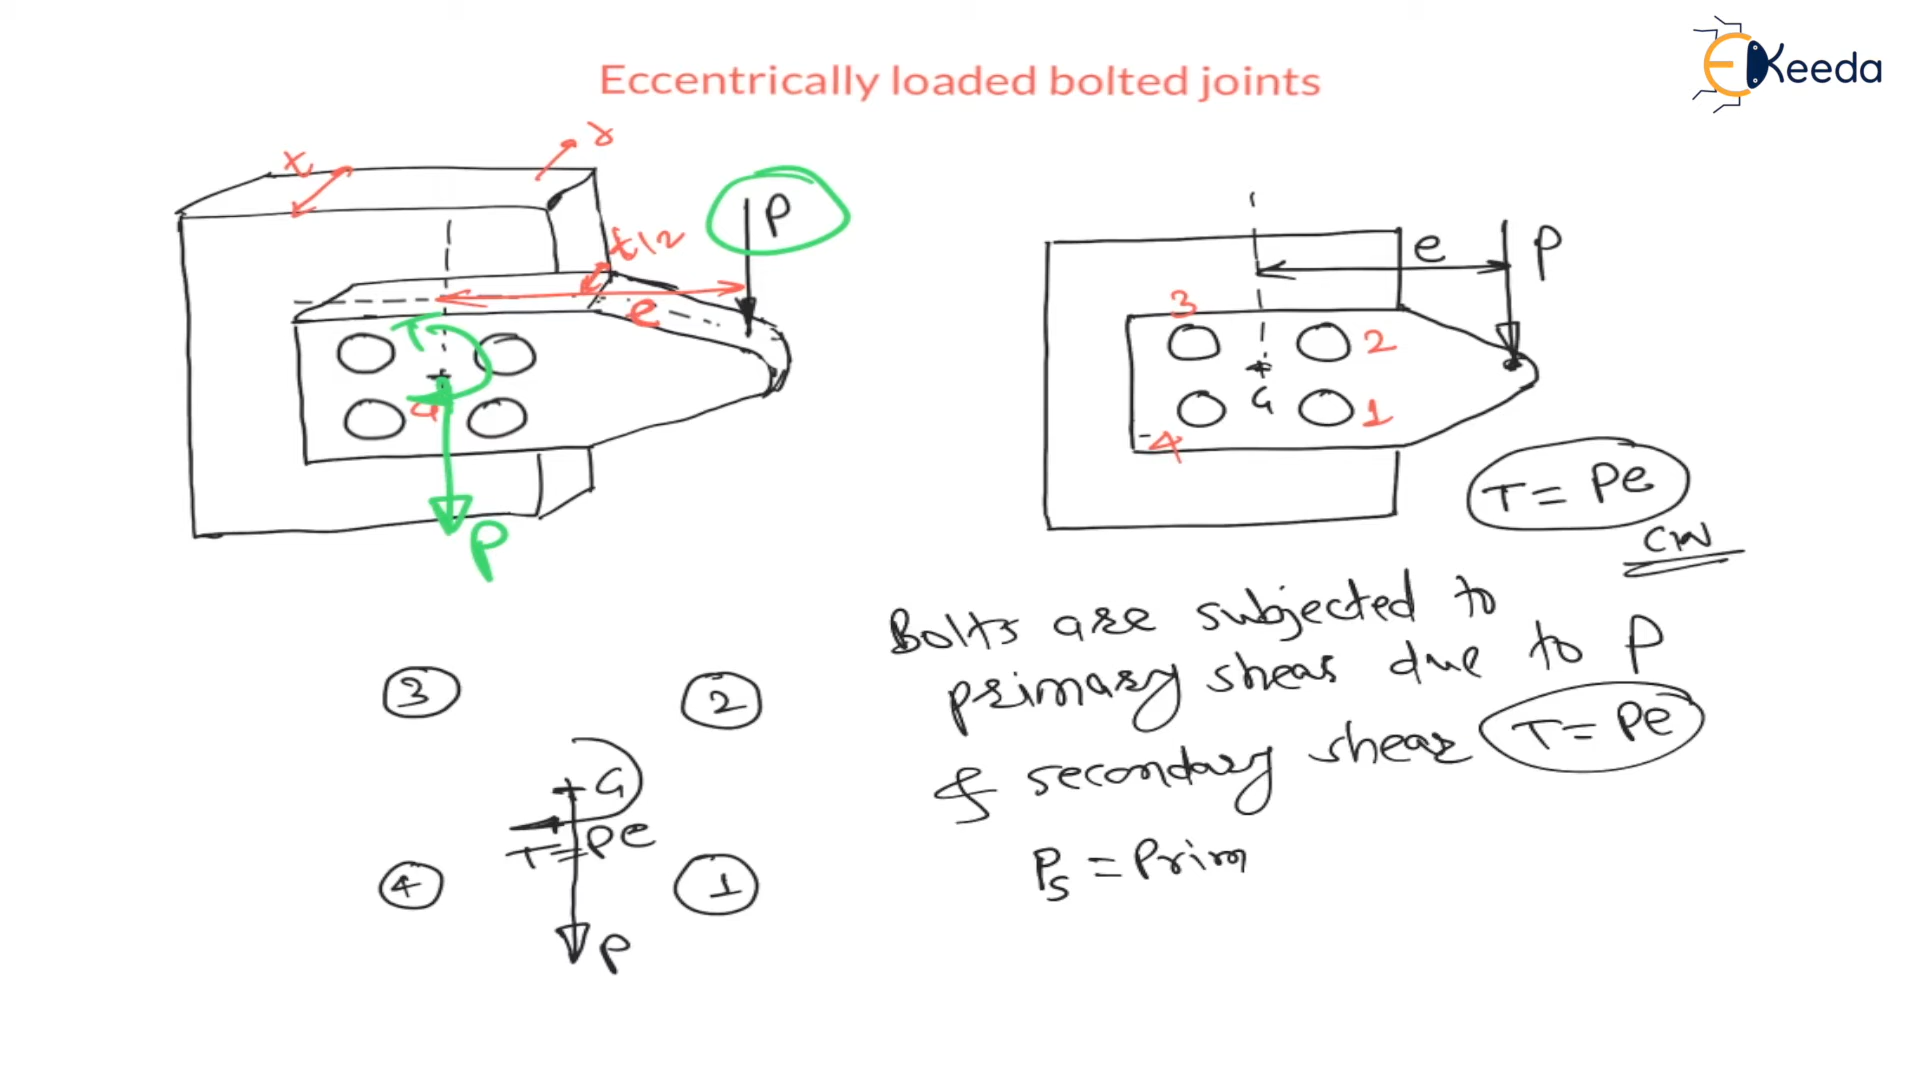 Eccentrically loaded bolted joints
EKeeda
t
r
t/2
P
e
T
G
P
e
P
3
2
G
1
4
T = Pe
CW
Bolts are subjected to
primary shear due to P
& secondary shear T = Pe
Ps = Prim
3
2
G
T = Pe
4
1
P